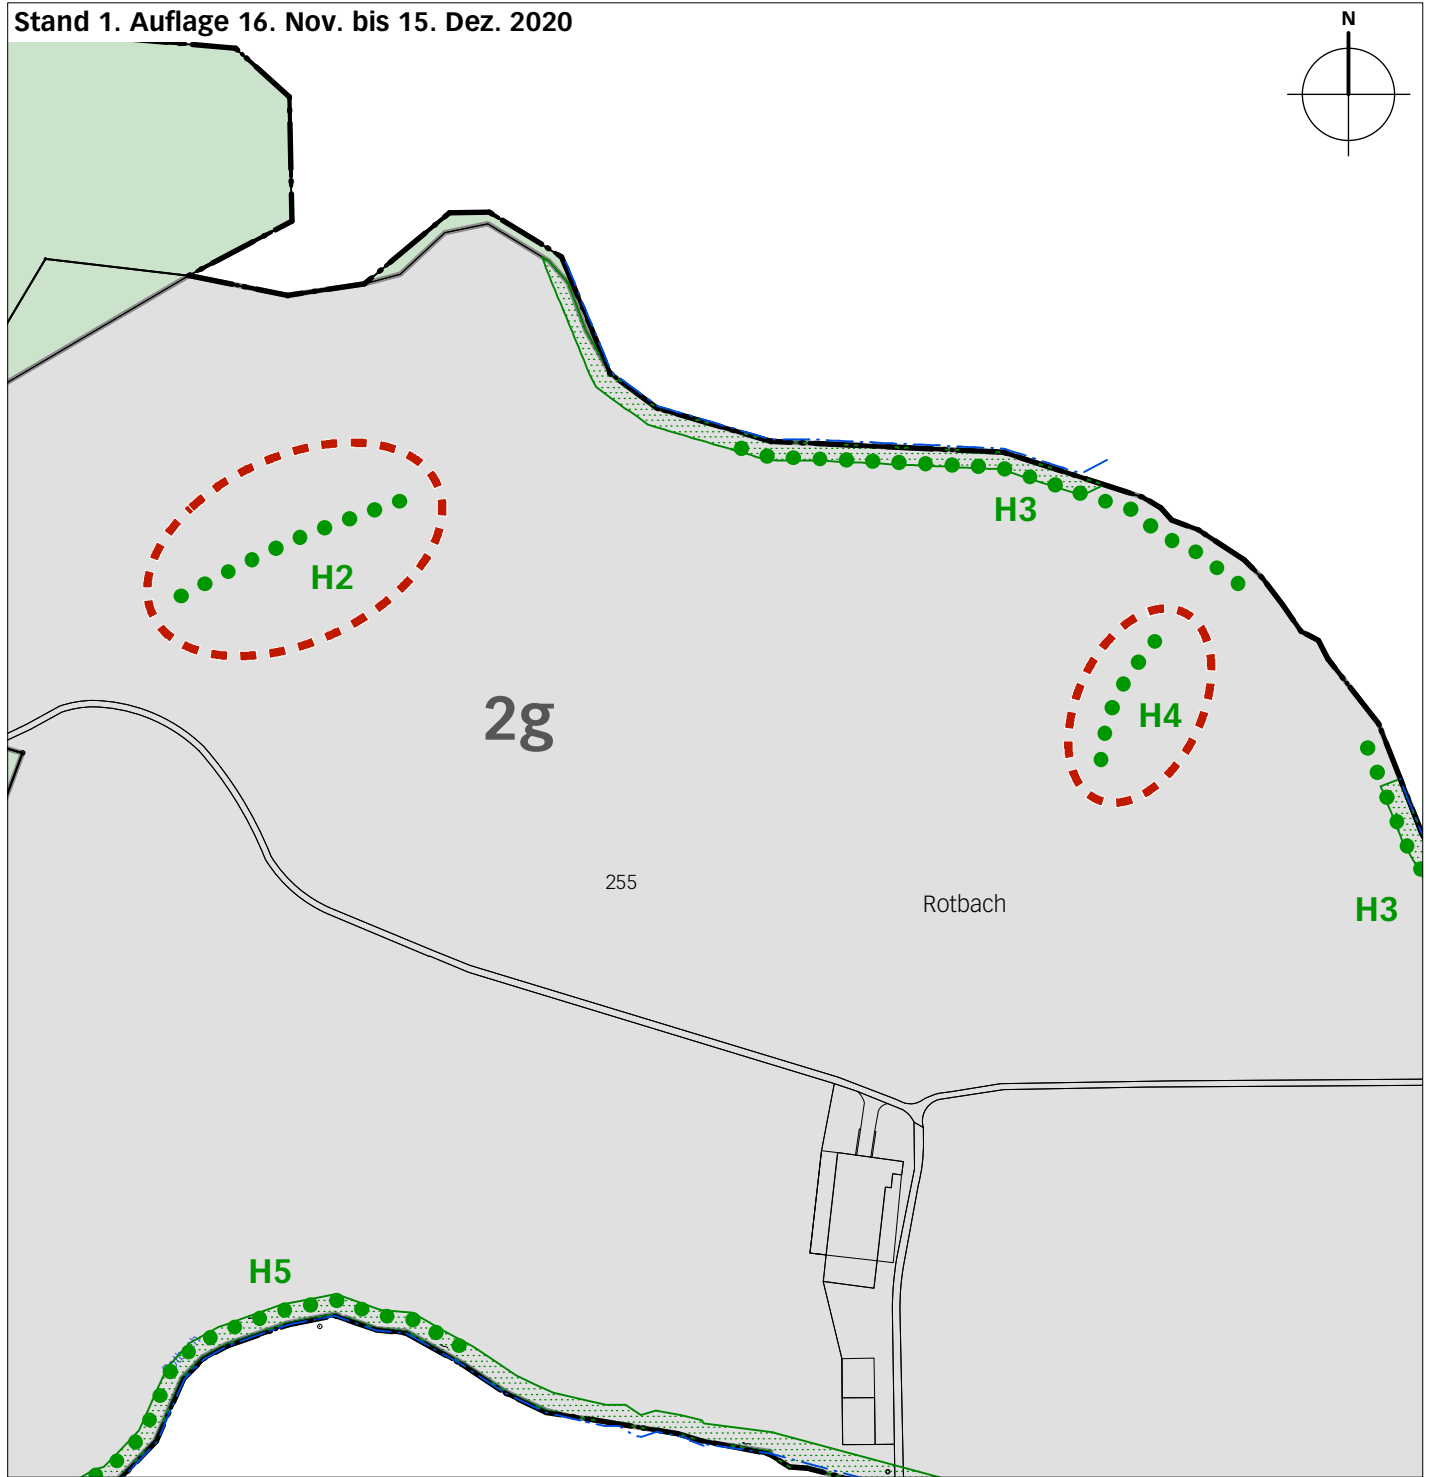 Stand 1. Auflage 16. Nov. bis 15. Dez. 2020
N
H3
H2
H4
2g
255
Rotbach
H3
H5